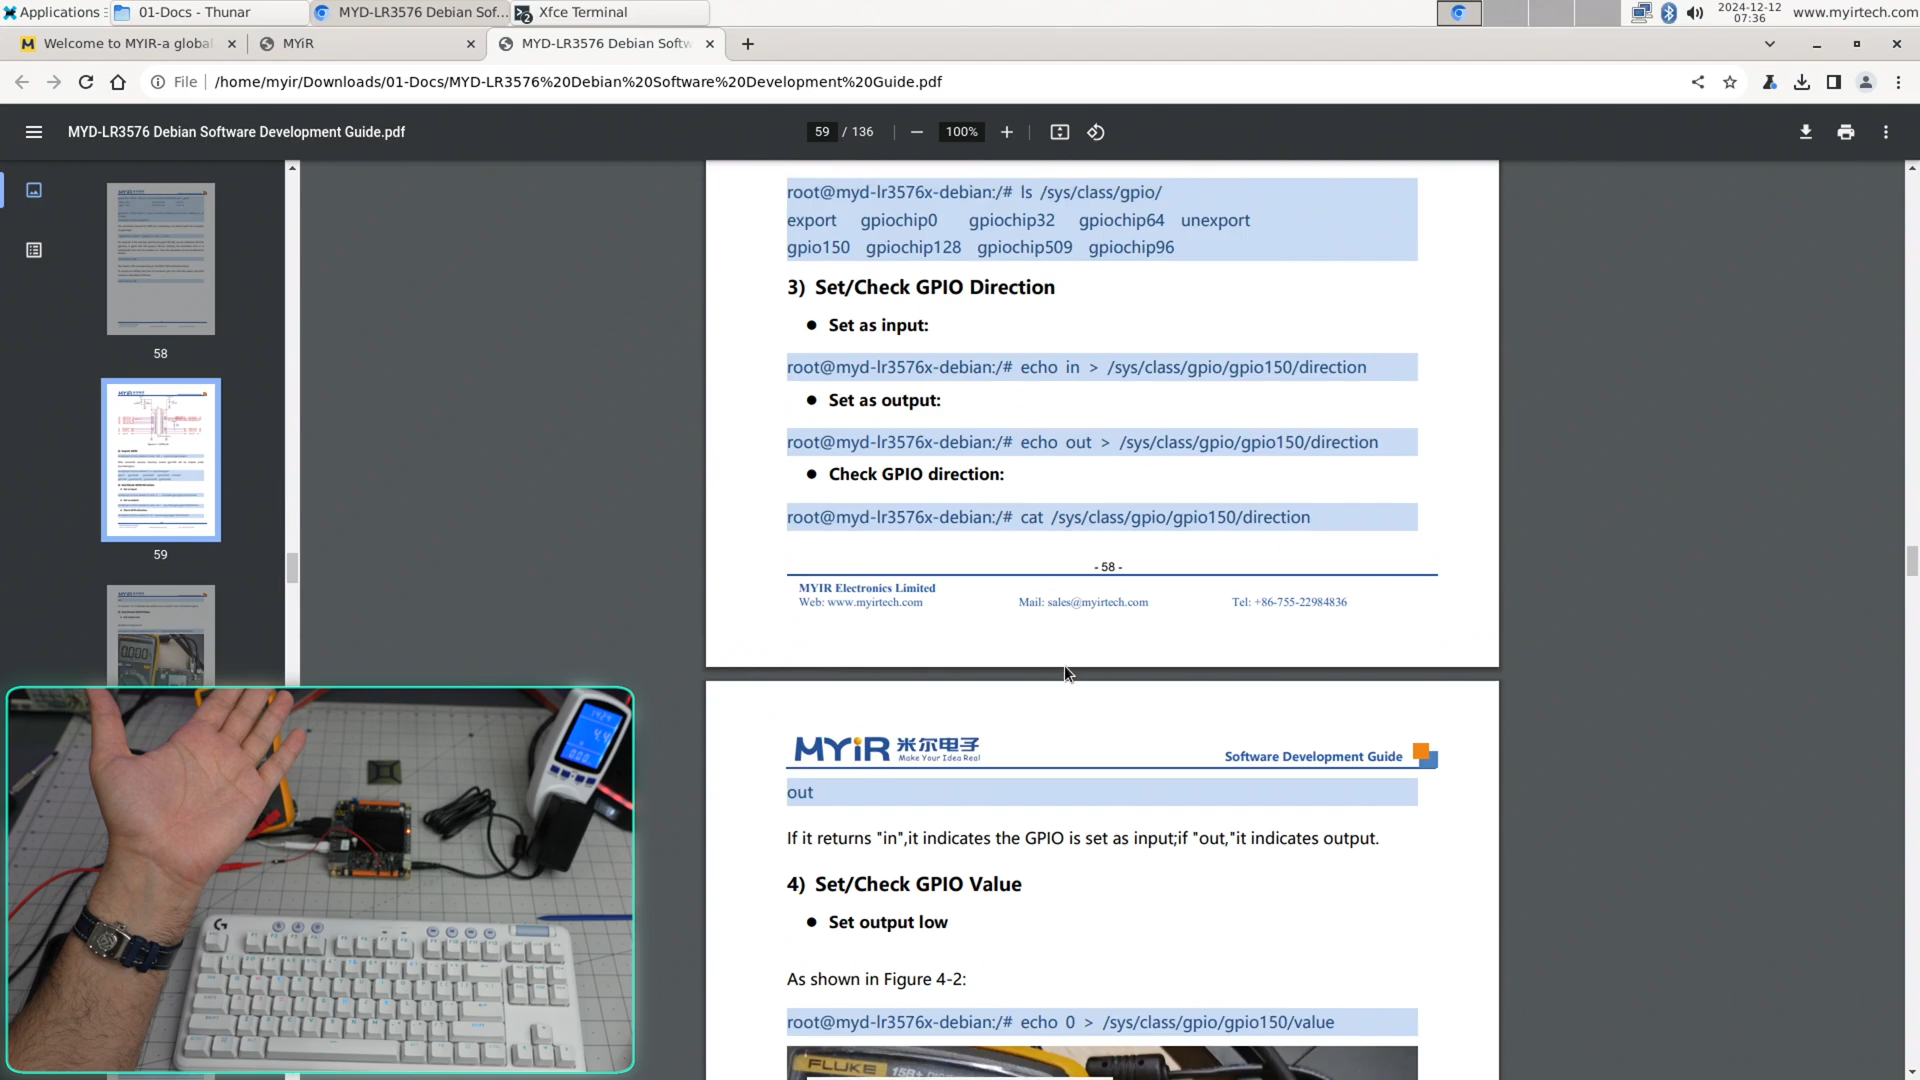 Applications
01-Docs - Thunar
MYD-LR3576 Debian Sof...
Xfce Terminal
2024-12-12
07:36
www.myirtech.com
Welcome to MYIR-a global
MYiR
MYD-LR3576 Debian Softw
File
/home/myir/Downloads/01-Docs/MYD-LR3576%20Debian%20Software%20Development%20Guide.pdf
MYD-LR3576 Debian Software Development Guide.pdf
59 / 136
100%
58
59
root@myd-lr3576x-debian:/# ls /sys/class/gpio/
export gpiochip0 gpiochip32 gpiochip64 unexport
gpio150 gpiochip128 gpiochip509 gpiochip96
3) Set/Check GPIO Direction
● Set as input:
root@myd-lr3576x-debian:/# echo in > /sys/class/gpio/gpio150/direction
● Set as output:
root@myd-lr3576x-debian:/# echo out > /sys/class/gpio/gpio150/direction
● Check GPIO direction:
root@myd-lr3576x-debian:/# cat /sys/class/gpio/gpio150/direction
- 58 -
MYIR Electronics Limited
Web: www.myirtech.com Mail: sales@myirtech.com Tel: +86-755-22984836
MYiR 米尔电子
Make Your Idea Real
Software Development Guide
out
If it returns "in",it indicates the GPIO is set as input;if "out,"it indicates output.
4) Set/Check GPIO Value
● Set output low
As shown in Figure 4-2:
root@myd-lr3576x-debian:/# echo 0 > /sys/class/gpio/gpio150/value
FLUKE 15B+